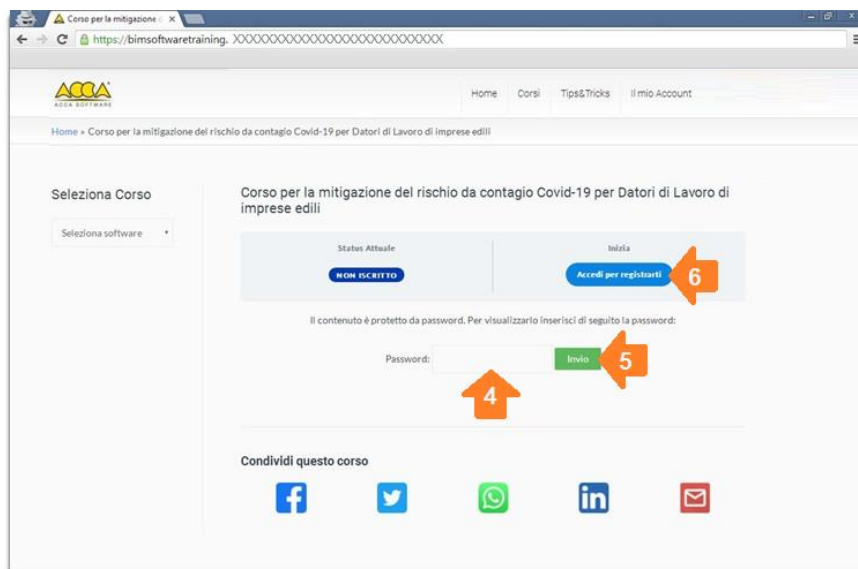 Corso per la mitigazione d
https://bimsoftwaretraining. XXXXXXXXXXXXXXXXXXXXXXXXXXX
ACCA
ACCA SOFTWARE
Home Corsi Tips&Tricks Il mio Account
Home » Corso per la mitigazione del rischio da contagio Covid-19 per Datori di Lavoro di imprese edili
Seleziona Corso
Seleziona software
Corso per la mitigazione del rischio da contagio Covid-19 per Datori di Lavoro di
imprese edili
Status Attuale
NON ISCRITTO
Inizia
Accedi per registrarti
6
Il contenuto è protetto da password. Per visualizzarlo inserisci di seguito la password:
Password:
Invio
5
4
Condividi questo corso